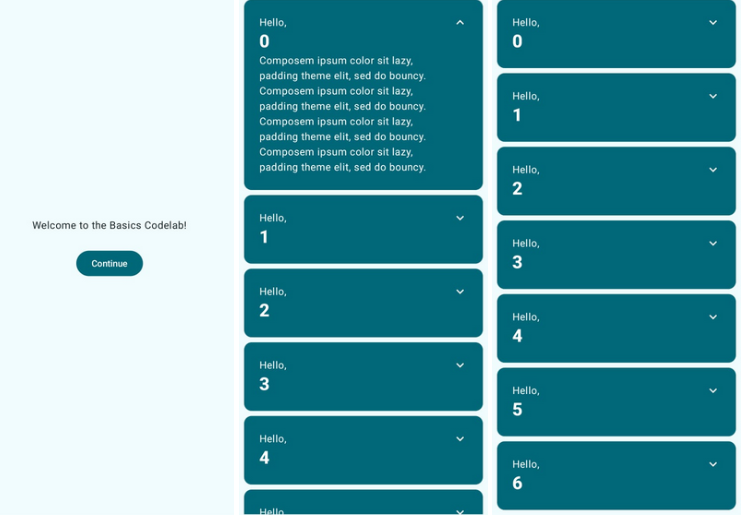 Welcome to the Basics Codelab!
Continue
Hello,
0
Composem ipsum color sit lazy,
padding theme elit, sed do bouncy.
Composem ipsum color sit lazy,
padding theme elit, sed do bouncy.
Composem ipsum color sit lazy,
padding theme elit, sed do bouncy.
Composem ipsum color sit lazy,
padding theme elit, sed do bouncy.
Hello,
1
Hello,
2
Hello,
3
Hello,
4
Hello
Hello,
0
Hello,
1
Hello,
2
Hello,
3
Hello,
4
Hello,
5
Hello,
6